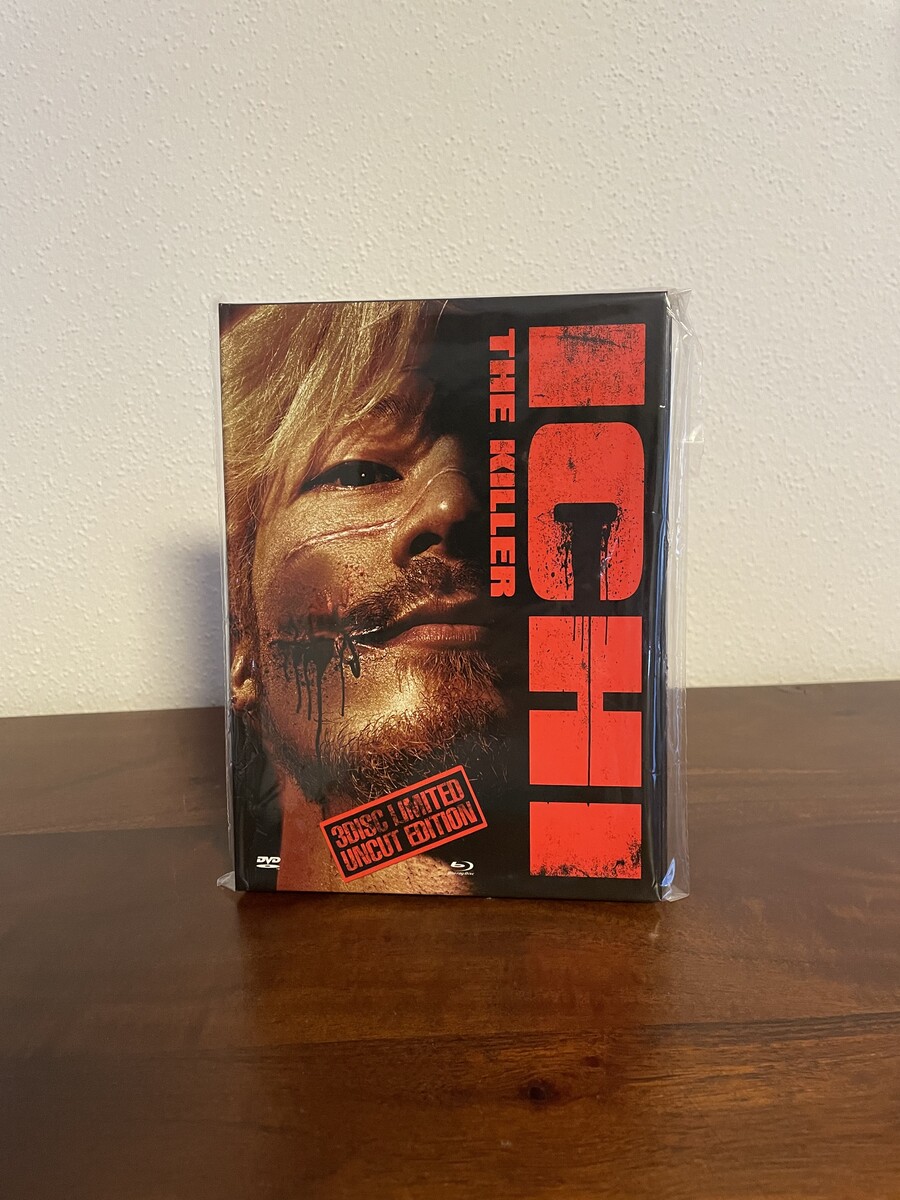 ICHI
THE KILLER
3DISC LIMITED
UNCUT EDITION
DVD
Blu-ray Disc